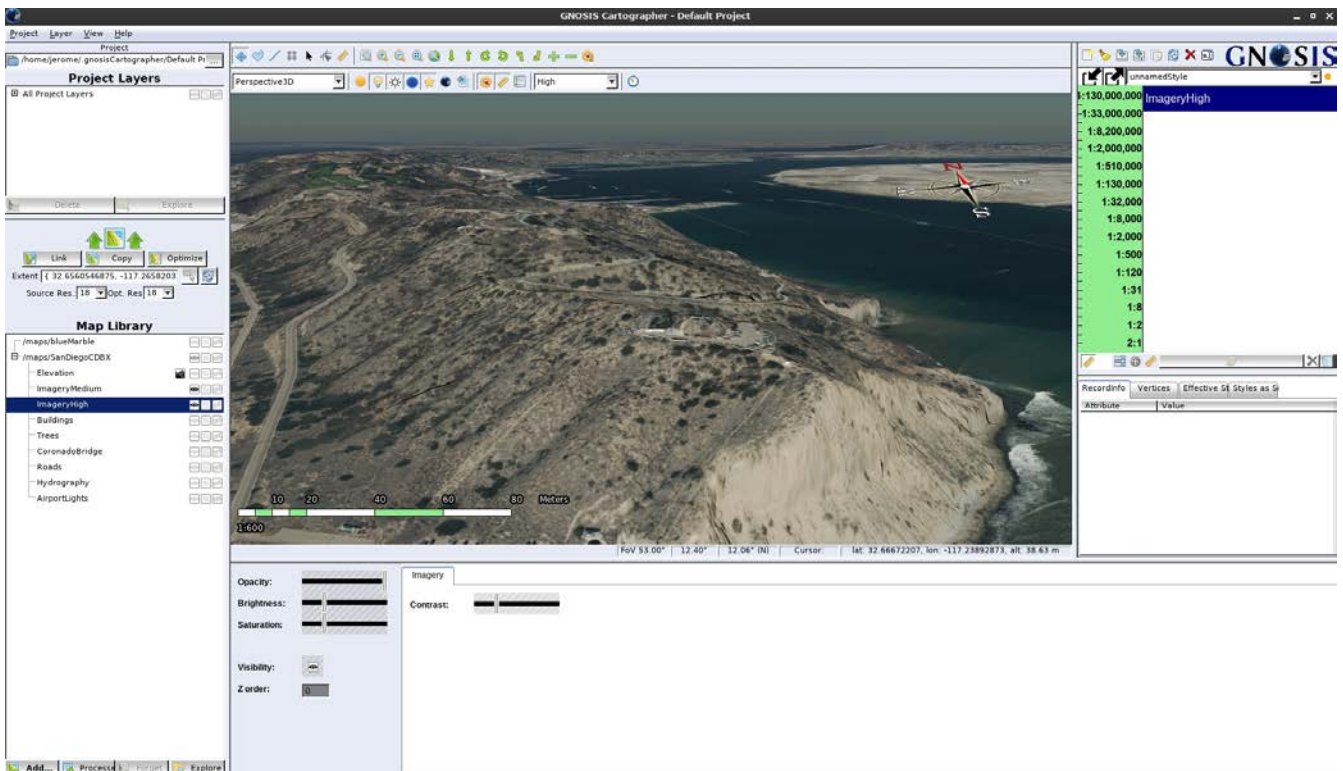 GNOSIS Cartographer - Default Project
Project Layer View Help
Project
/home/jerome/.gnosisCartographer/Default Pr ...
Project Layers
All Project Layers
Delete Explore
Link Copy Optimize
Extent { 32.6560546875, -117.2658203
Source Res. 18 Opt. Res 18
Map Library
/maps/blueMarble
/maps/SanDiegoCDBX
Elevation
ImageryMedium
ImageryHigh
Buildings
Trees
CoronadoBridge
Roads
Hydrography
AirportLights
Add... Processe Forget Explore
Perspective3D High
N
S
10 20 40 60 80 Meters
1:600
FoV 53.00° 12.40° 12.06° (N) Cursor: lat: 32.66672207, lon: -117.23892873, alt: 38.63 m
Opacity:
Brightness:
Saturation:
Visibility:
Z order: 0
Imagery
Contrast:
GNOSIS
unnamedStyle
1:130,000,000 ImageryHigh
1:33,000,000
1:8,200,000
1:2,000,000
1:510,000
1:130,000
1:32,000
1:8,000
1:2,000
1:500
1:120
1:31
1:8
1:2
2:1
RecordInfo Vertices Effective St Styles as S
Attribute Value